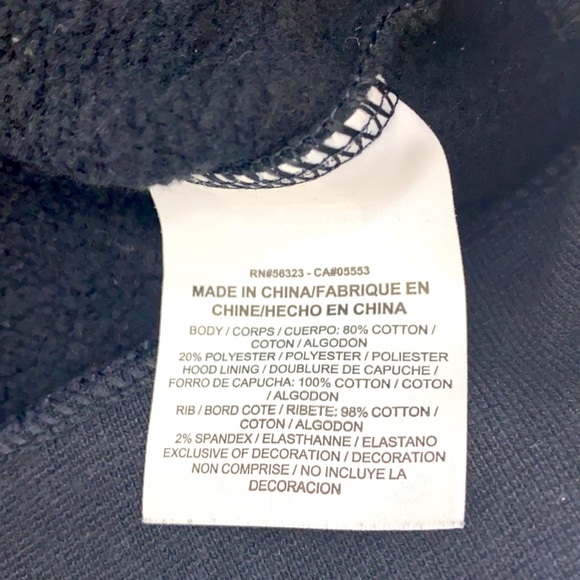 RN#56323 - CA#05553
MADE IN CHINA/FABRIQUE EN
CHINE/HECHO EN CHINA
BODY / CORPS / CUERPO: 80% COTTON /
COTON / ALGODON
20% POLYESTER / POLYESTER / POLIESTER
HOOD LINING / DOUBLURE DE CAPUCHE /
FORRO DE CAPUCHA: 100% COTTON / COTON
/ ALGODON
RIB / BORD COTE / RIBETE: 98% COTTON /
COTON / ALGODON
2% SPANDEX / ELASTHANNE / ELASTANO
EXCLUSIVE OF DECORATION / DECORATION
NON COMPRISE / NO INCLUYE LA
DECORACION